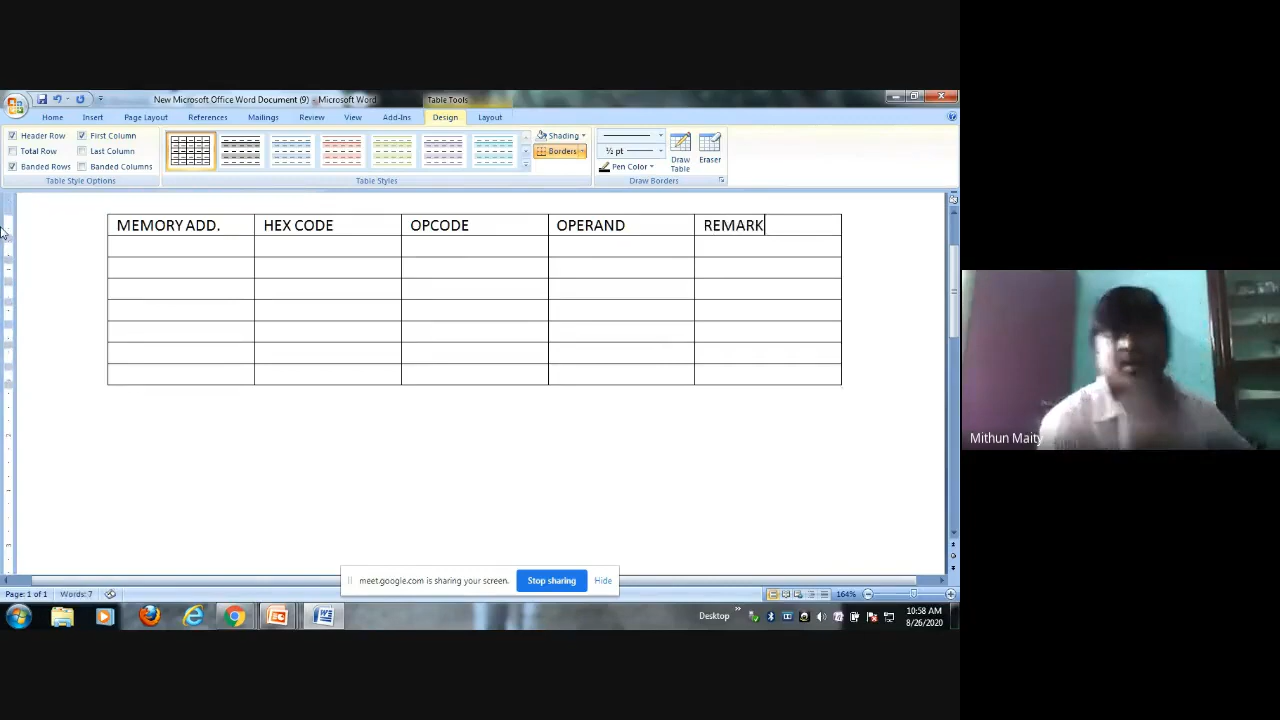 New Microsoft Office Word Document (9) - Microsoft Word
Table Tools
Home Insert Page Layout References Mailings Review View Add-Ins Design Layout
Header Row First Column
Total Row Last Column
Banded Rows Banded Columns
Table Style Options
Table Styles
Shading
Borders
½ pt
Pen Color
Draw Table
Eraser
Draw Borders
MEMORY ADD. HEX CODE OPCODE OPERAND REMARK
Mithun Maity
meet.google.com is sharing your screen. Stop sharing Hide
Page: 1 of 1 Words: 7 164%
Desktop
10:58 AM
8/26/2020